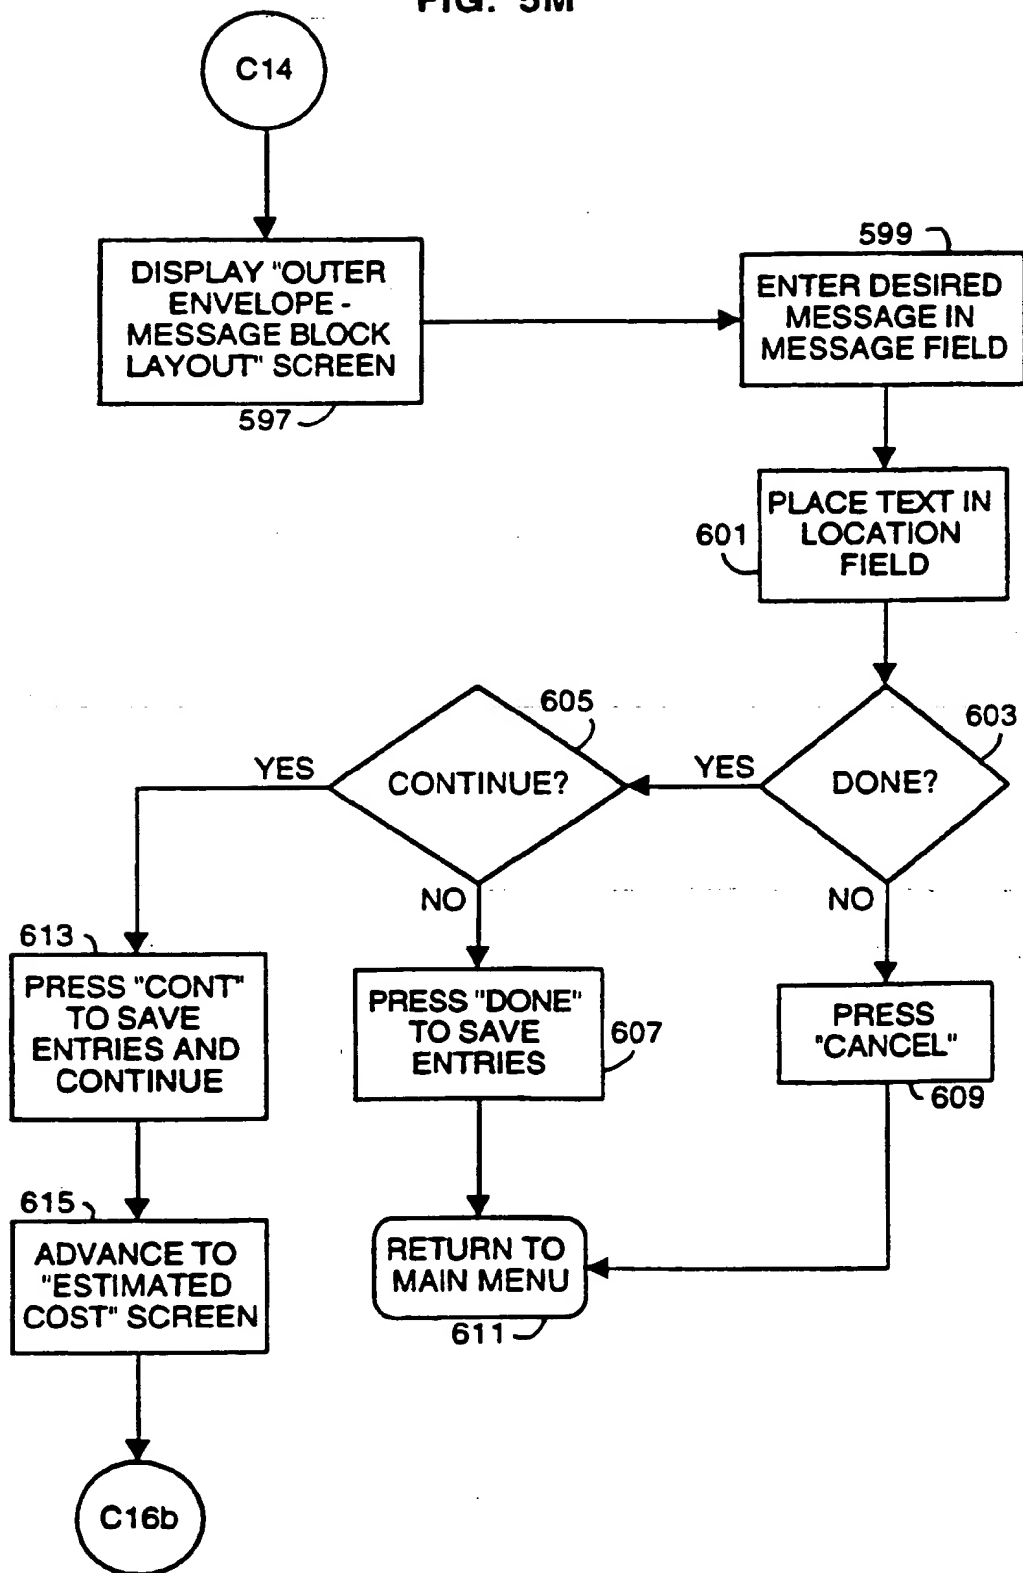 FIG. 5M
C14
DISPLAY "OUTER
ENVELOPE -
MESSAGE BLOCK
LAYOUT" SCREEN
597
599
ENTER DESIRED
MESSAGE IN
MESSAGE FIELD
PLACE TEXT IN
LOCATION
FIELD
601
603
DONE?
YES
NO
605
CONTINUE?
YES
NO
613
PRESS "CONT"
TO SAVE
ENTRIES AND
CONTINUE
PRESS "DONE"
TO SAVE
ENTRIES
607
PRESS
"CANCEL"
609
615
ADVANCE TO
"ESTIMATED
COST" SCREEN
RETURN TO
MAIN MENU
611
C16b